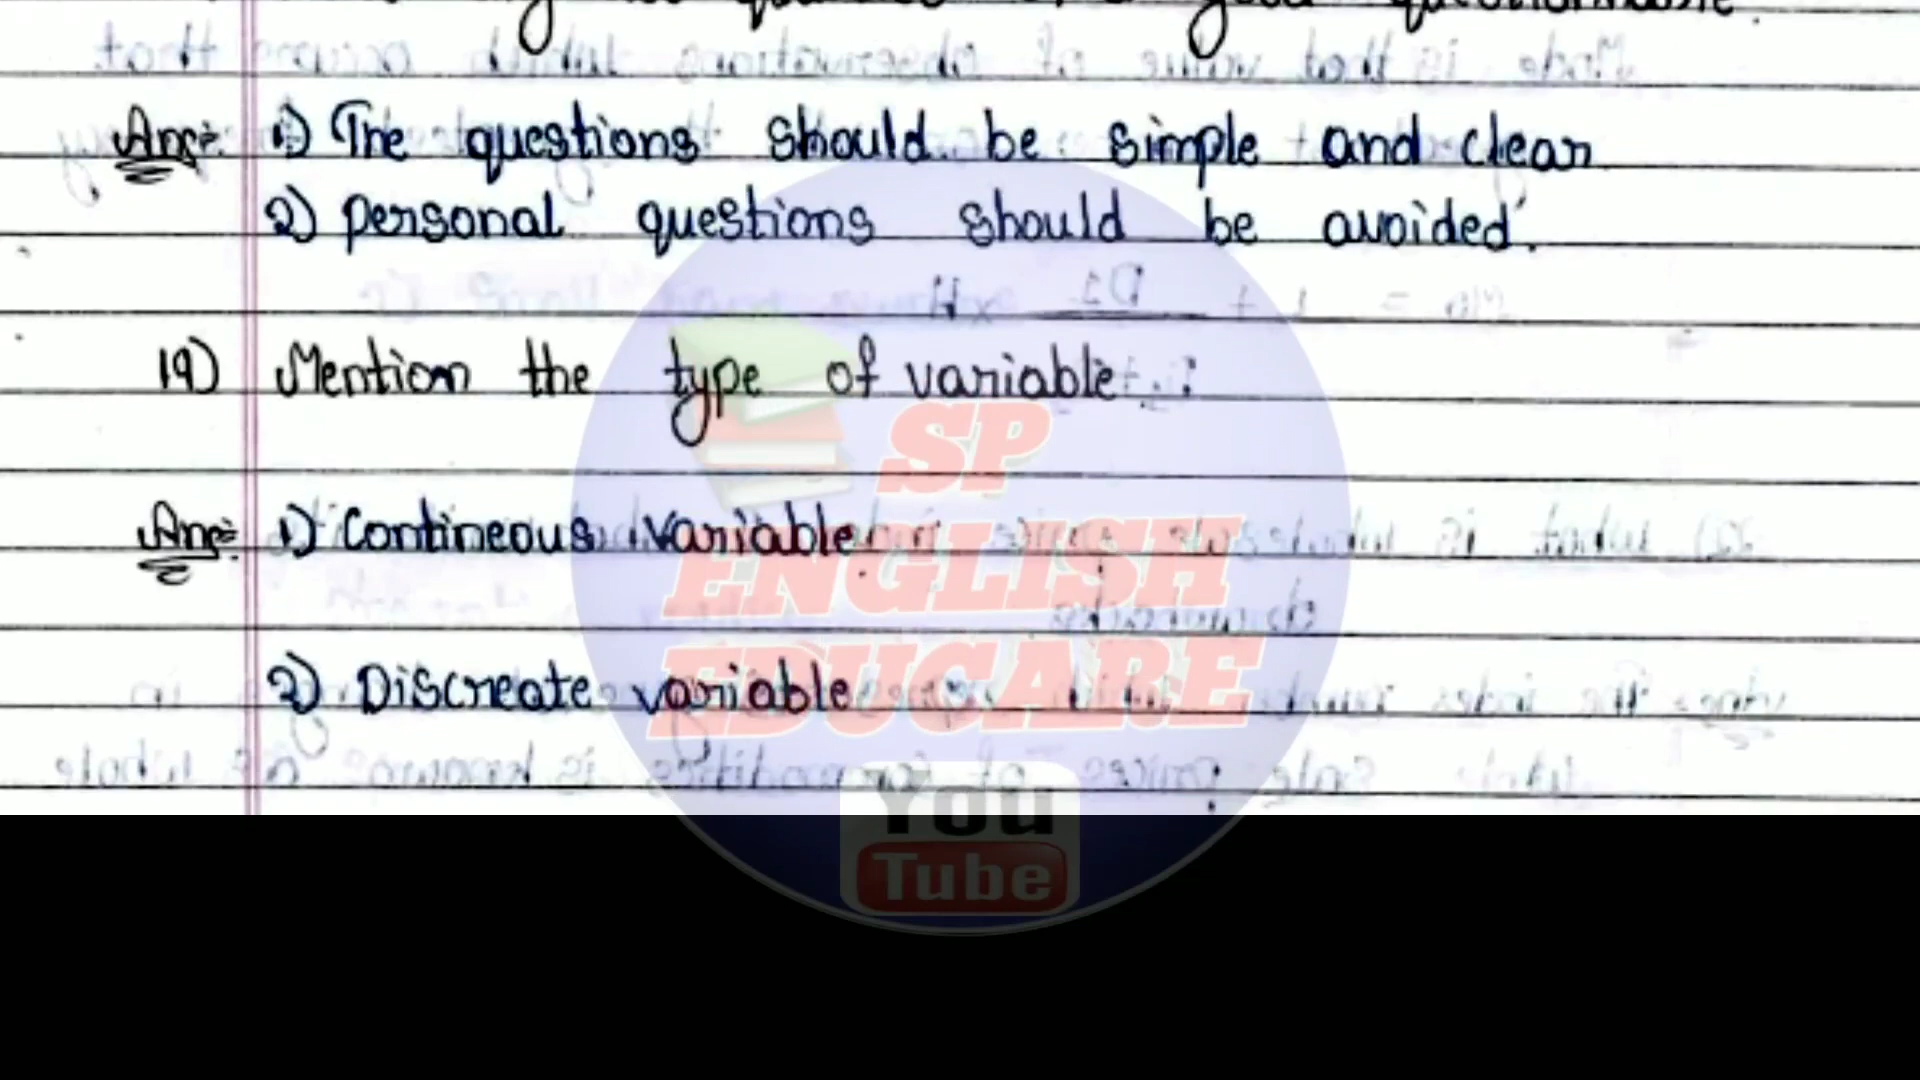 Ans:- 1) The questions should be simple and clear
2) personal questions should be avoided.
19) Mention the type of variable :
Ans:- 1) Contineous variable.
2) Discreate variable
SP
ENGLISH
EDUCARE
You
Tube